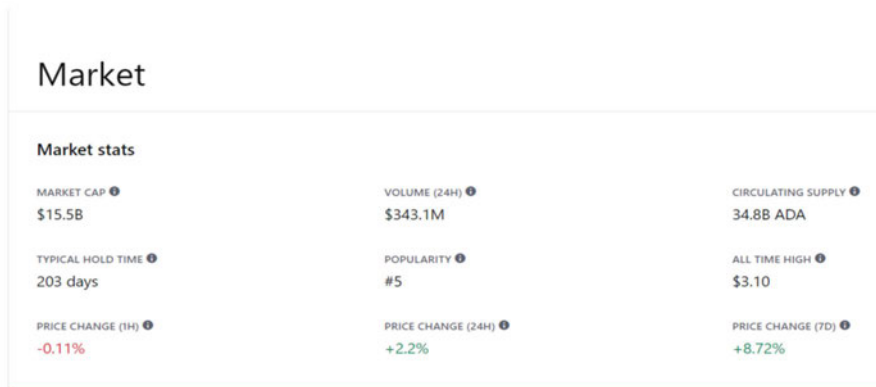 Market
Market stats
MARKET CAP
VOLUME (24H)
CIRCULATING SUPPLY
$15.5B
$343.1M
34.8B ADA
TYPICAL HOLD TIME
POPULARITY
ALL TIME HIGH
203 days
#5
$3.10
PRICE CHANGE (1H)
PRICE CHANGE (24H)
PRICE CHANGE (7D)
-0.11%
+2.2%
+8.72%